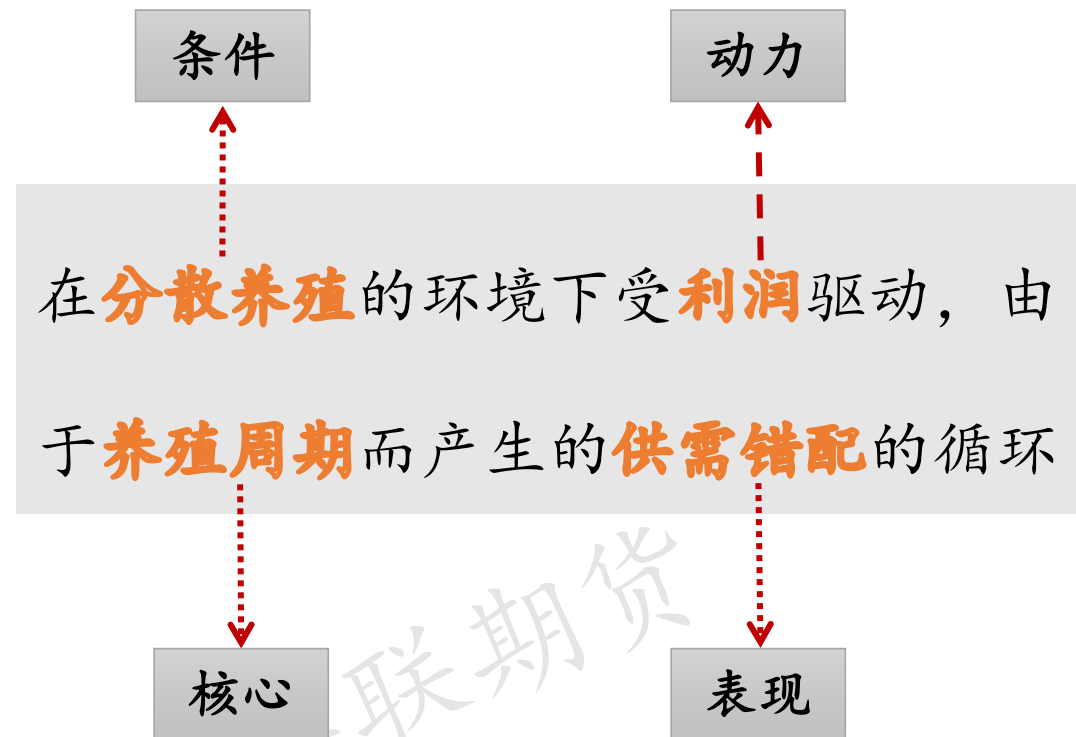 条件
动力
在分散养殖的环境下受利润驱动，由
于养殖周期而产生的供需错配的循环
联期货
核心
表现